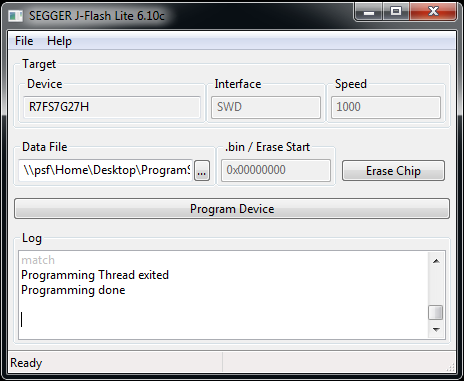 SEGGER J-Flash Lite 6.10c
File Help
Target
Device Interface Speed
R7FS7G27H SWD 1000
Data File .bin / Erase Start
\\psf\Home\Desktop\ProgramS ... 0x00000000 Erase Chip
Program Device
Log
match
Programming Thread exited
Programming done
Ready